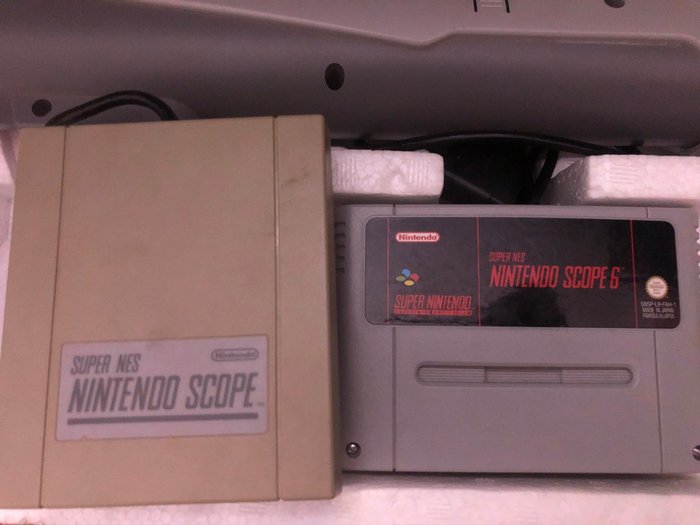 Nintendo
SUPER NES
NINTENDO SCOPE
Nintendo
SUPER NES
NINTENDO SCOPE 6
SUPER NINTENDO
MADE IN JAPAN